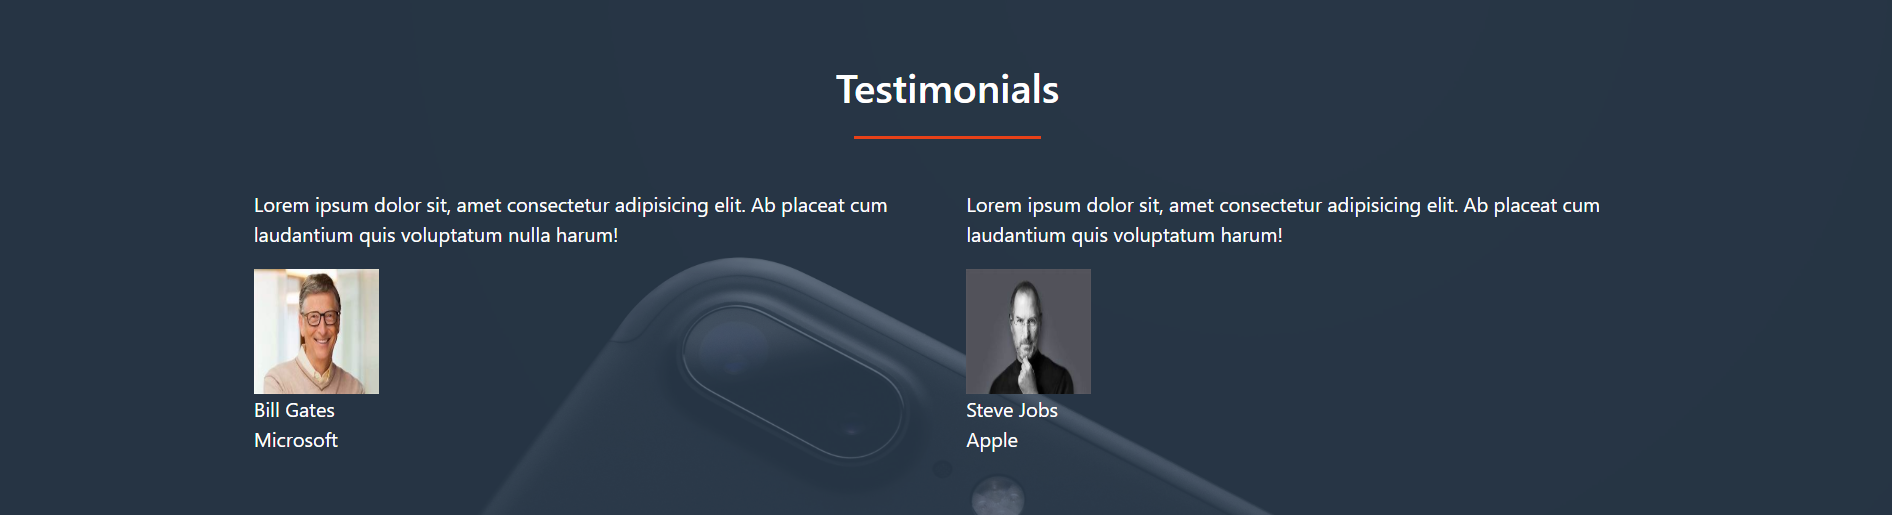 Testimonials
Lorem ipsum dolor sit, amet consectetur adipisicing elit. Ab placeat cum
laudantium quis voluptatum nulla harum!
Bill Gates
Microsoft
Lorem ipsum dolor sit, amet consectetur adipisicing elit. Ab placeat cum
laudantium quis voluptatum harum!
Steve Jobs
Apple